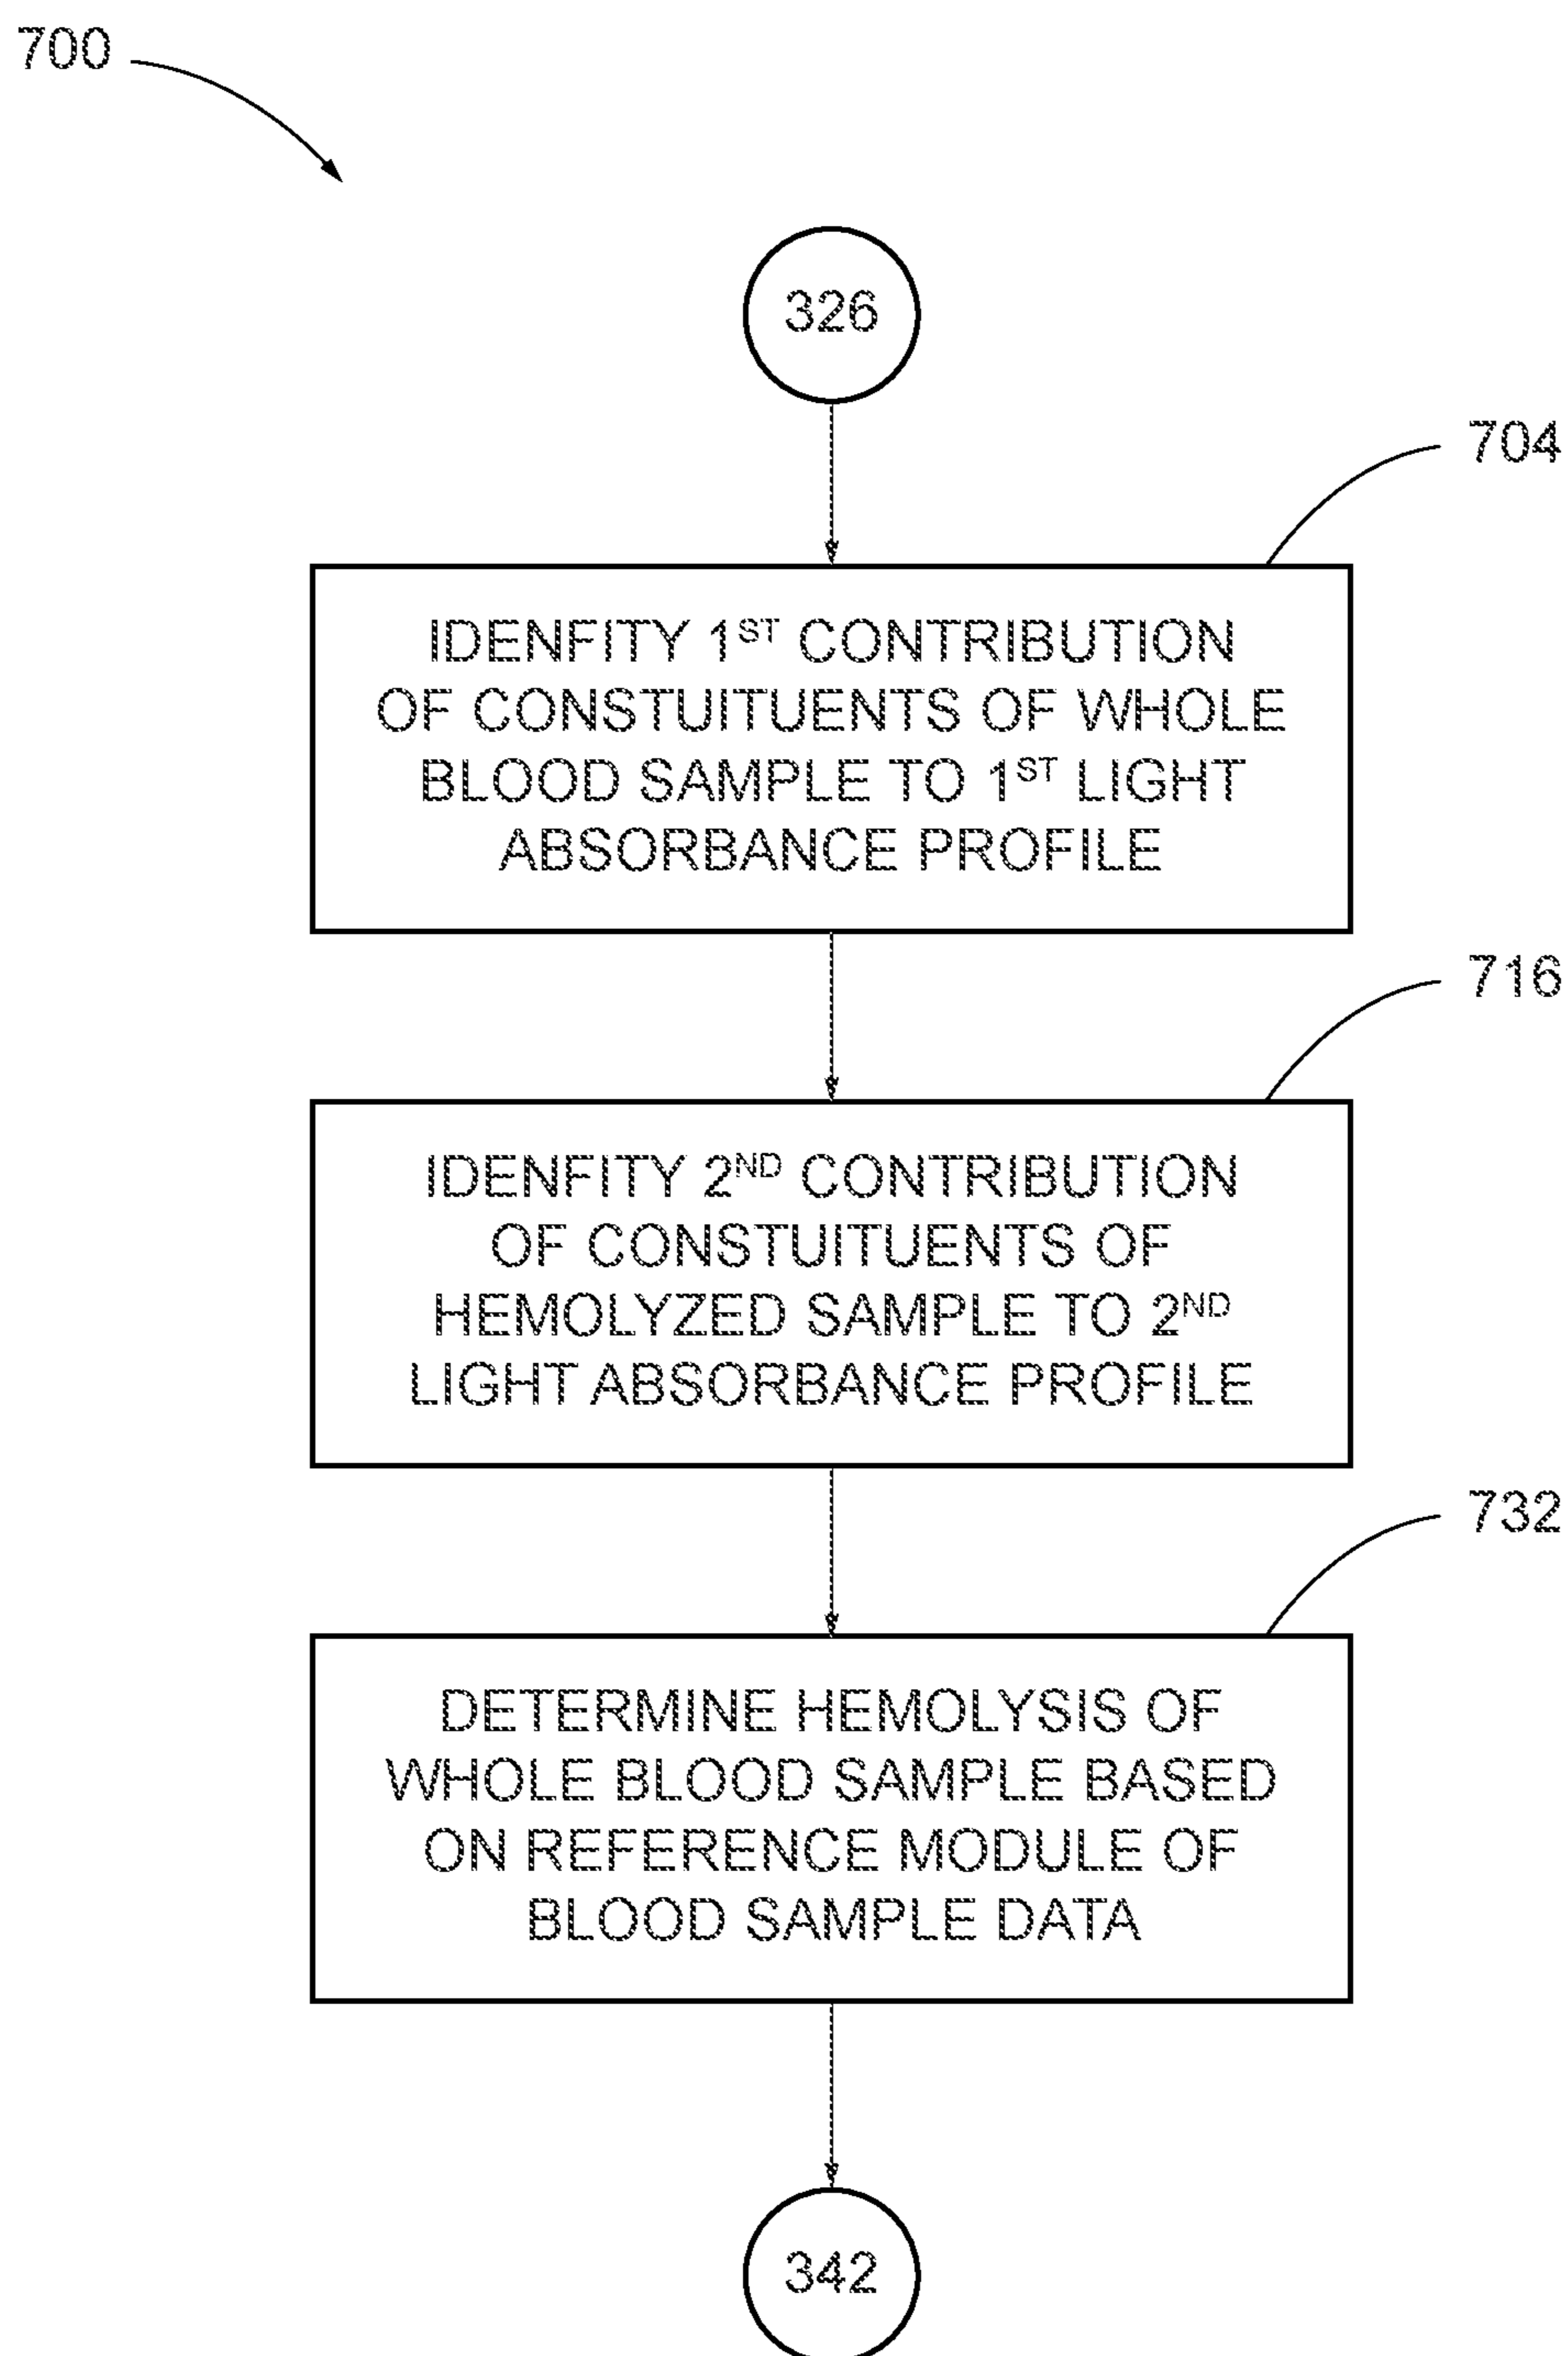 700
326
704
IDENFITY 1ST CONTRIBUTION
OF CONSTUITUENTS OF WHOLE
BLOOD SAMPLE TO 1ST LIGHT
ABSORBANCE PROFILE
716
IDENFITY 2ND CONTRIBUTION
OF CONSTUITUENTS OF
HEMOLYZED SAMPLE TO 2ND
LIGHT ABSORBANCE PROFILE
732
DETERMINE HEMOLYSIS OF
WHOLE BLOOD SAMPLE BASED
ON REFERENCE MODULE OF
BLOOD SAMPLE DATA
342